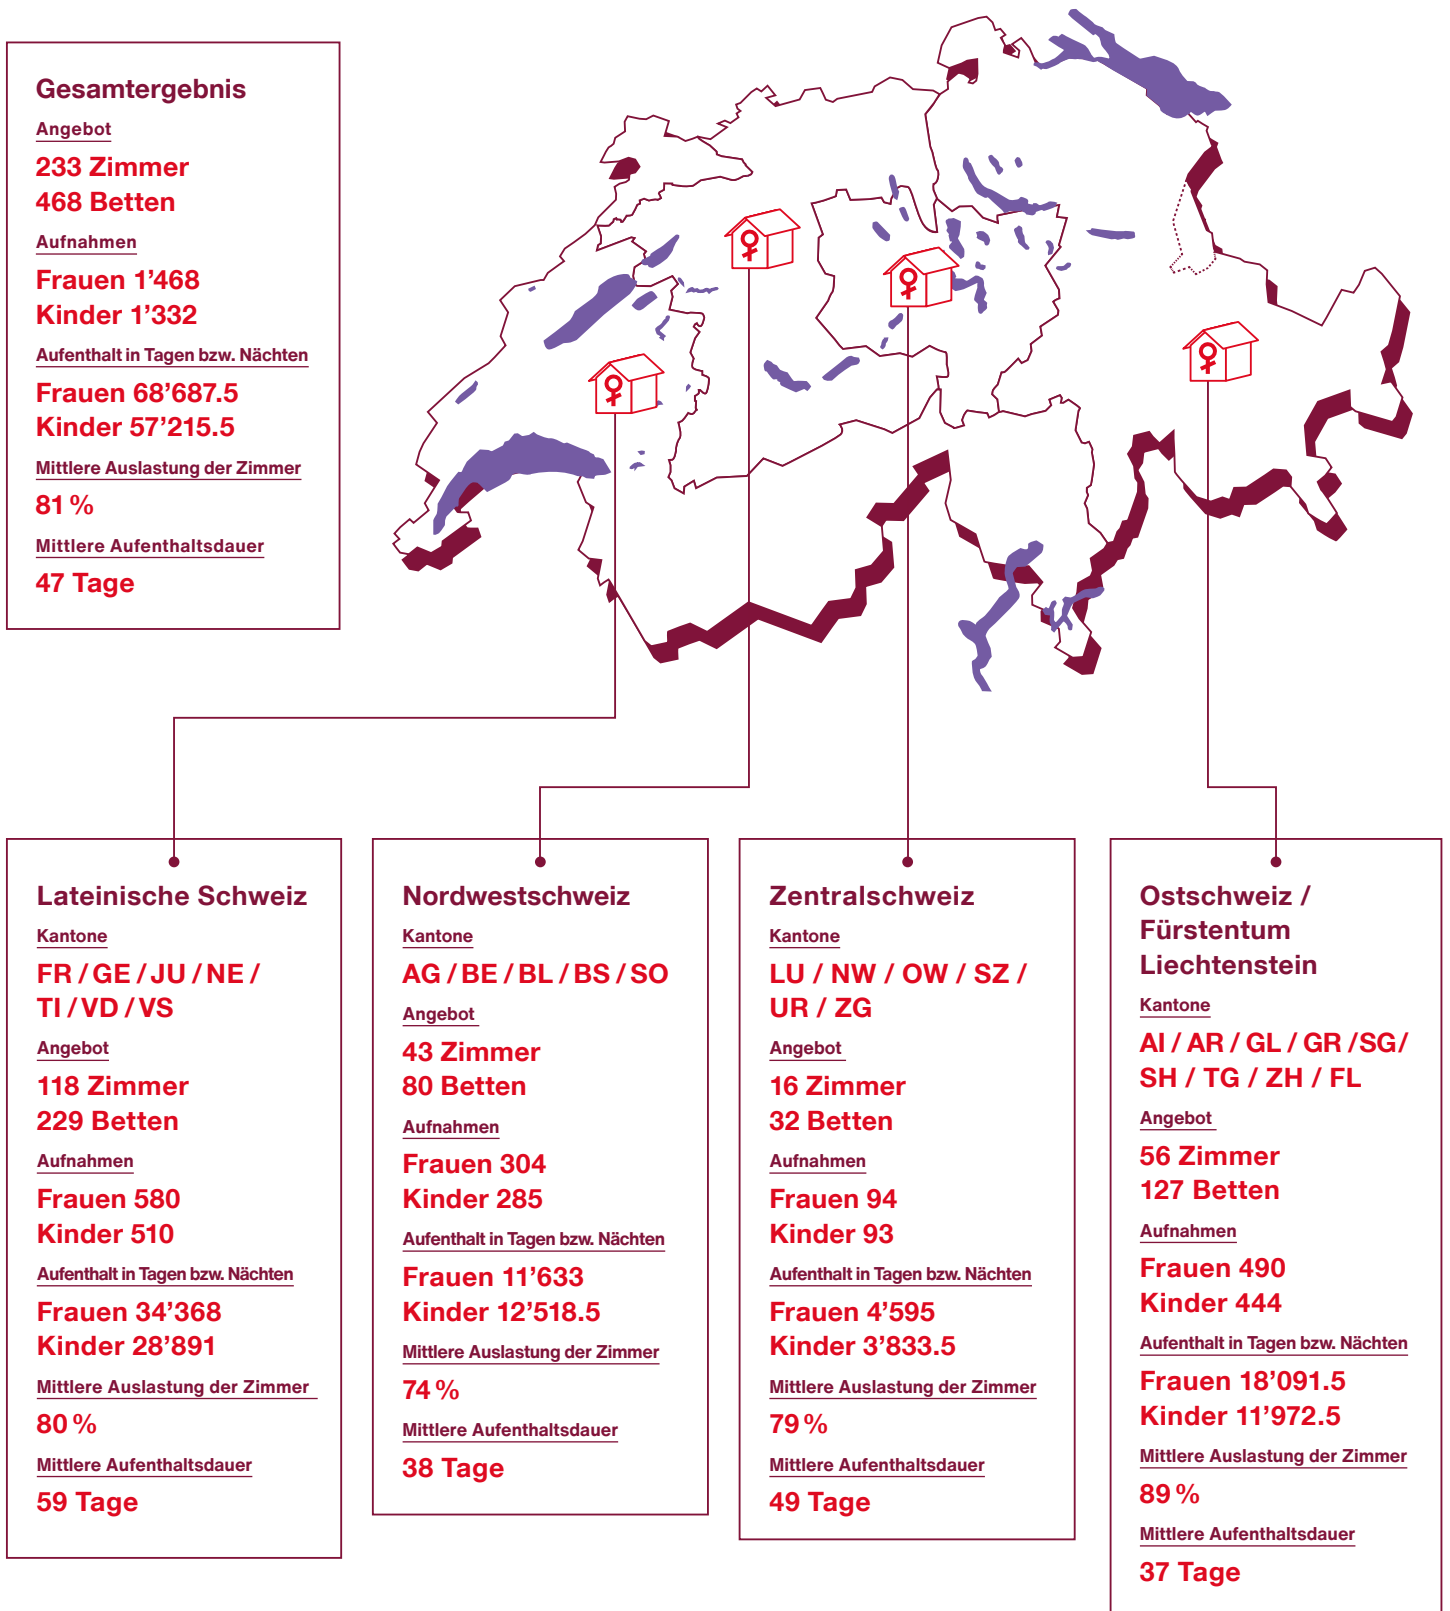 Gesamtergebnis
Angebot
233 Zimmer
468 Betten
Aufnahmen
Frauen 1'468
Kinder 1'332
Aufenthalt in Tagen bzw. Nächten
Frauen 68'687.5
Kinder 57'215.5
Mittlere Auslastung der Zimmer
81 %
Mittlere Aufenthaltsdauer
47 Tage
Lateinische Schweiz
Kantone
FR / GE / JU / NE /
TI / VD / VS
Angebot
118 Zimmer
229 Betten
Aufnahmen
Frauen 580
Kinder 510
Aufenthalt in Tagen bzw. Nächten
Frauen 34'368
Kinder 28'891
Mittlere Auslastung der Zimmer
80 %
Mittlere Aufenthaltsdauer
59 Tage
Nordwestschweiz
Kantone
AG / BE / BL / BS / SO
Angebot
43 Zimmer
80 Betten
Aufnahmen
Frauen 304
Kinder 285
Aufenthalt in Tagen bzw. Nächten
Frauen 11'633
Kinder 12'518.5
Mittlere Auslastung der Zimmer
74 %
Mittlere Aufenthaltsdauer
38 Tage
Zentralschweiz
Kantone
LU / NW / OW / SZ /
UR / ZG
Angebot
16 Zimmer
32 Betten
Aufnahmen
Frauen 94
Kinder 93
Aufenthalt in Tagen bzw. Nächten
Frauen 4'595
Kinder 3'833.5
Mittlere Auslastung der Zimmer
79 %
Mittlere Aufenthaltsdauer
49 Tage
Ostschweiz /
Fürstentum
Liechtenstein
Kantone
AI / AR / GL / GR /SG/
SH / TG / ZH / FL
Angebot
56 Zimmer
127 Betten
Aufnahmen
Frauen 490
Kinder 444
Aufenthalt in Tagen bzw. Nächten
Frauen 18'091.5
Kinder 11'972.5
Mittlere Auslastung der Zimmer
89 %
Mittlere Aufenthaltsdauer
37 Tage